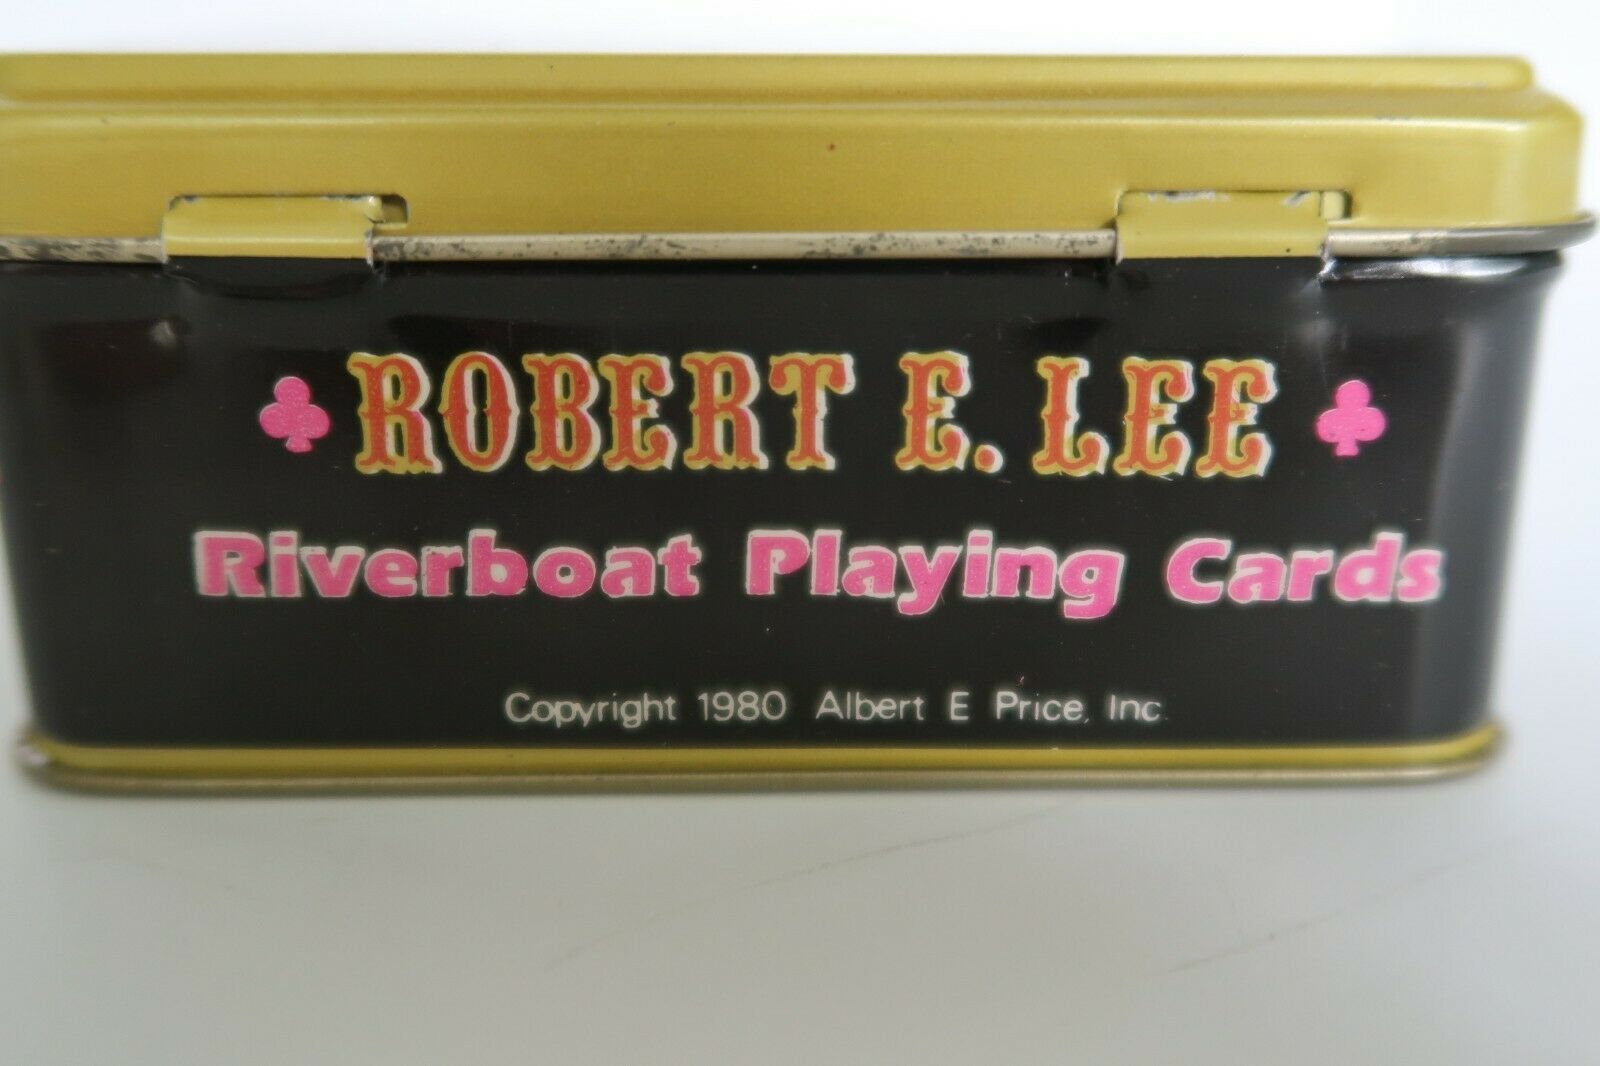 ROBERT E. LEE
Riverboat Playing Cards
Copyright 1980 Albert E Price, Inc